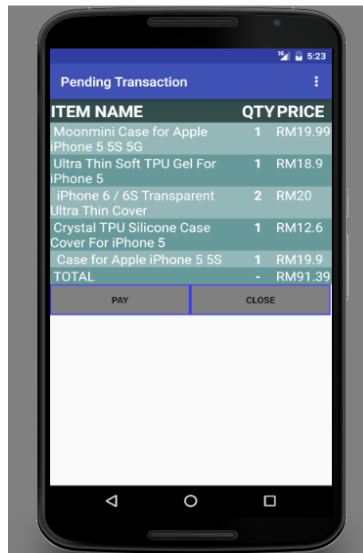 3G 5:23
Pending Transaction
ITEM NAME QTY PRICE
Moonmini Case for Apple 1 RM19.99
iPhone 5 5S 5G
Ultra Thin Soft TPU Gel For 1 RM18.9
iPhone 5
iPhone 6 / 6S Transparent 2 RM20
Ultra Thin Cover
Crystal TPU Silicone Case 1 RM12.6
Cover For iPhone 5
Case for Apple iPhone 5 5S 1 RM19.9
TOTAL - RM91.39
PAY CLOSE